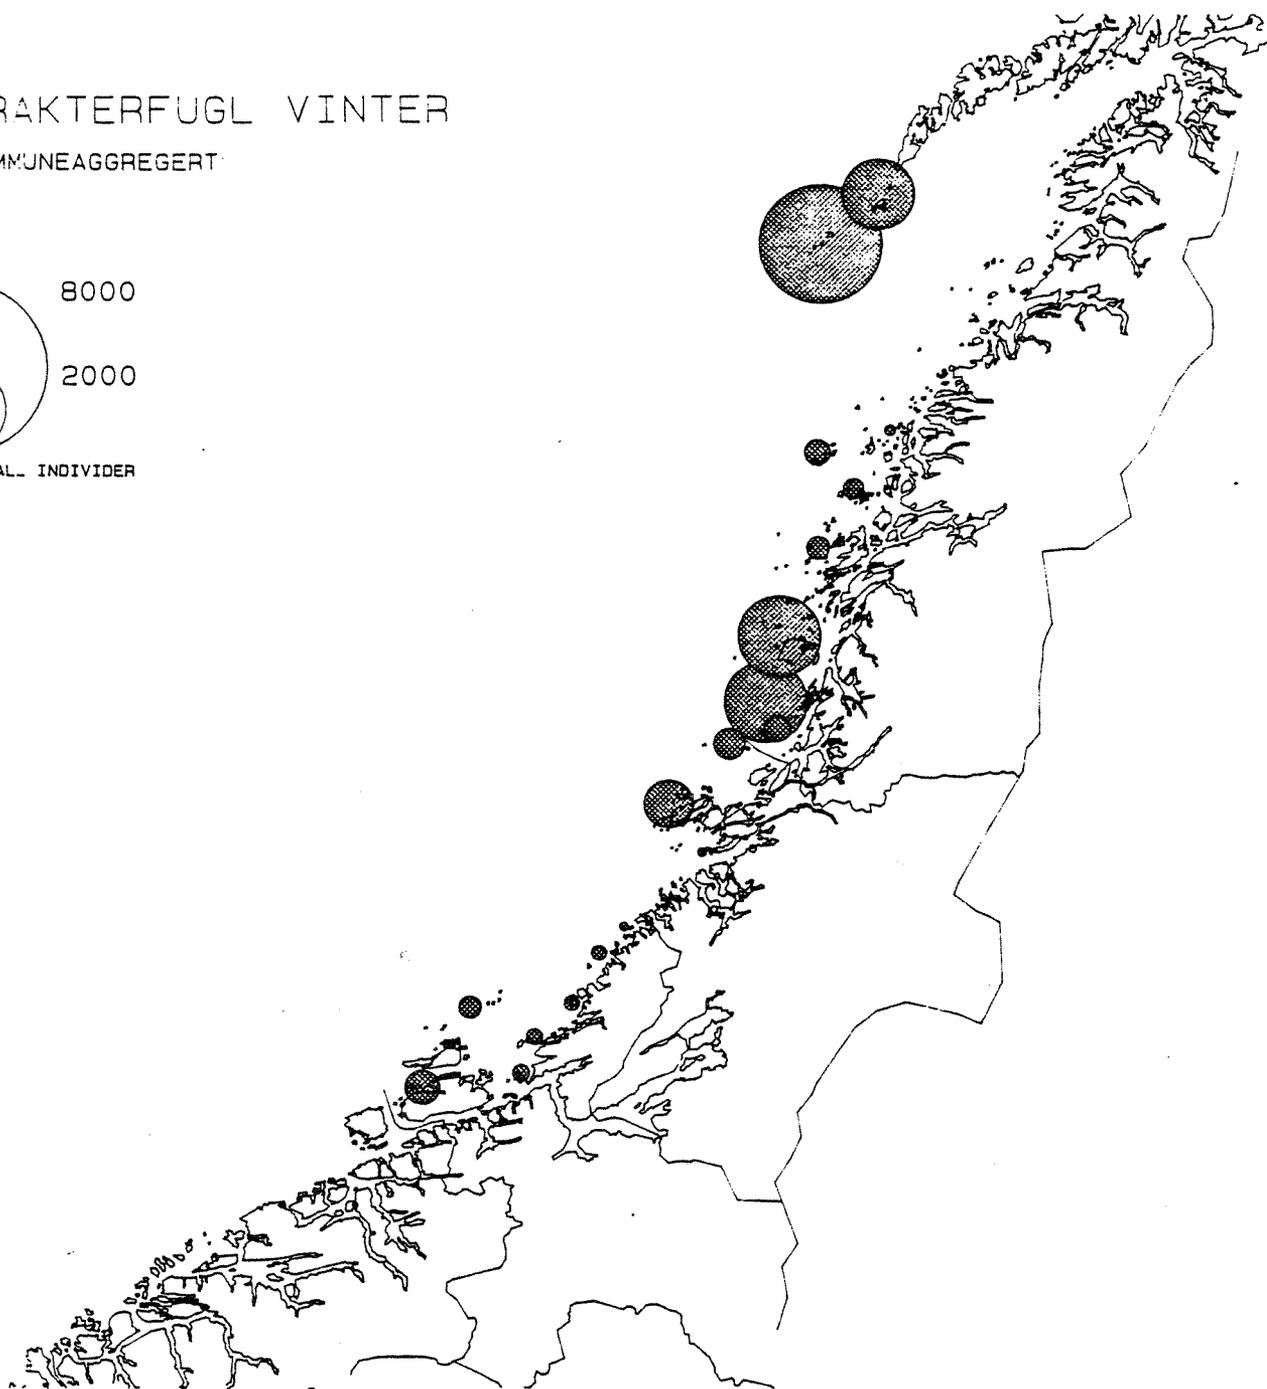 RAKTERFUGL VINTER
MMUNEAGGREGERT
8000
2000
AL_ INDIVIDER